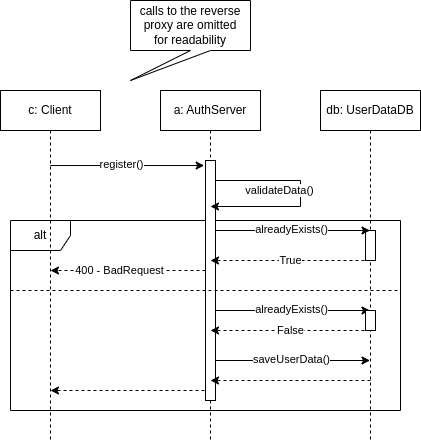 calls to the reverse
proxy are omitted
for readability
c: Client
a: AuthServer
db: UserDataDB
register()
validateData()
alt
alreadyExists()
True
400 - BadRequest
alreadyExists()
False
saveUserData()